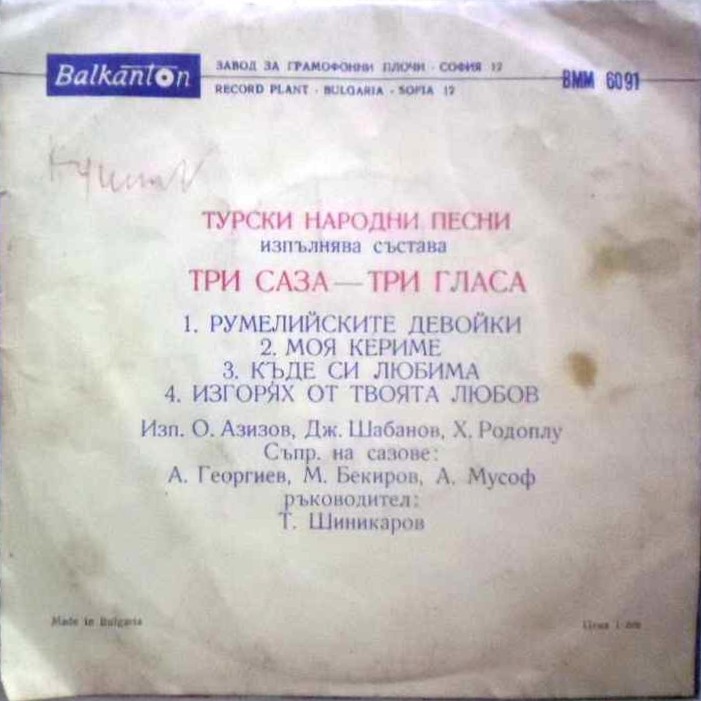 Balkanton
ЗАВОД ЗА ГРАМОФОННИ ПЛОЧИ · СОФИЯ 12
RECORD PLANT · BULGARIA · SOFIA 12
ВММ 6091
ТУРСКИ НАРОДНИ ПЕСНИ
изпълнява състава
ТРИ САЗА — ТРИ ГЛАСА
1. РУМЕЛИЙСКИТЕ ДЕВОЙКИ
2. МОЯ КЕРИМЕ
3. КЪДЕ СИ ЛЮБИМА
4. ИЗГОРЯХ ОТ ТВОЯТА ЛЮБОВ
Изп. О. Азизов, Дж. Шабанов, Х. Родоплу
Съпр. на сазове:
А. Георгиев, М. Бекиров, А. Мусоф
ръководител:
Т. Шиникаров
Made in Bulgaria
Цена 1